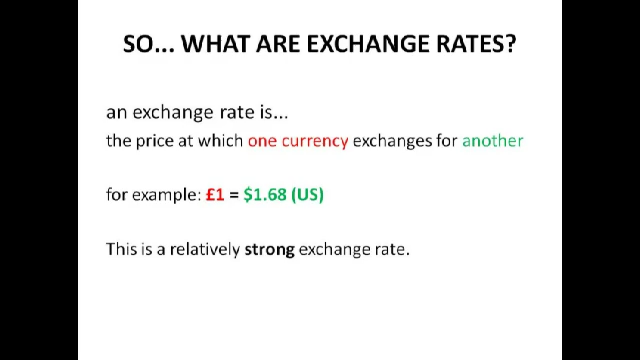 SO... WHAT ARE EXCHANGE RATES?
an exchange rate is...
the price at which one currency exchanges for another
for example: £1 = $1.68 (US)
This is a relatively strong exchange rate.